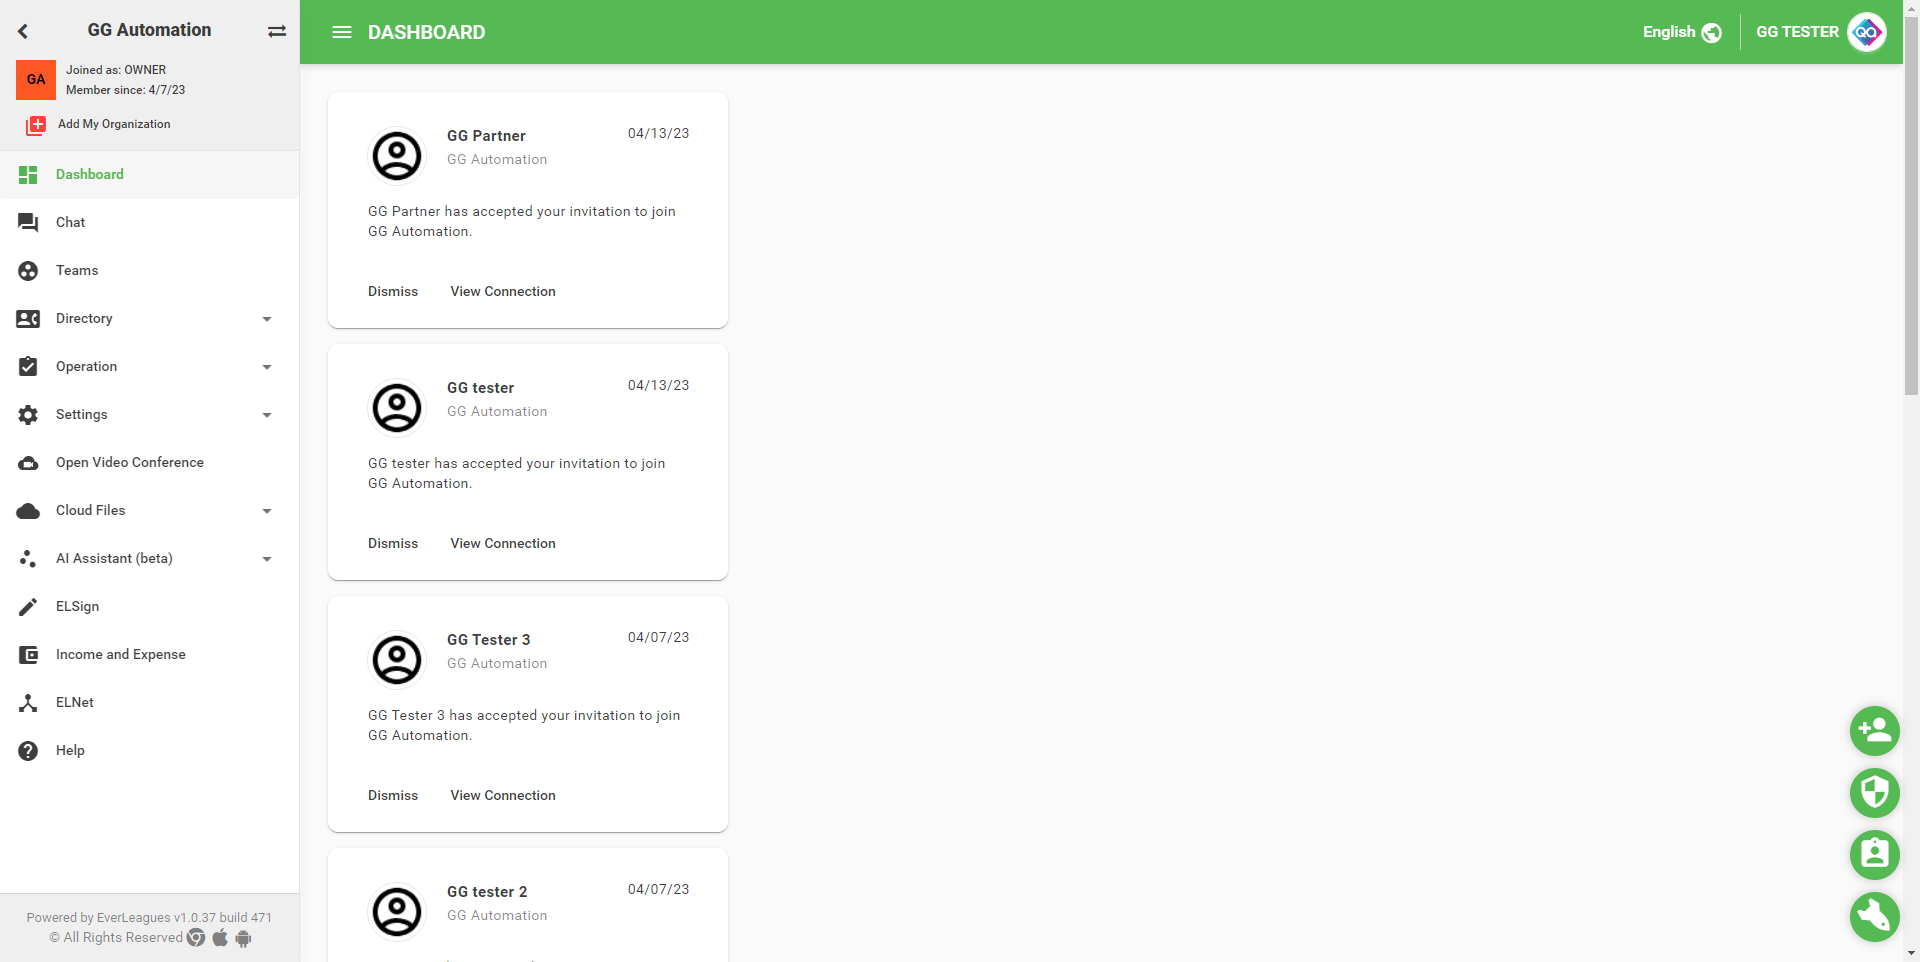 GG Automation
GA
Joined as: OWNER
Member since: 4/7/23
Add My Organization
Dashboard
Chat
Teams
Directory
Operation
Settings
Open Video Conference
Cloud Files
AI Assistant (beta)
ELSign
Income and Expense
ELNet
Help
Powered by EverLeagues v1.0.37 build 471
© All Rights Reserved
DASHBOARD
English
GG TESTER
QA
GG Partner
04/13/23
GG Automation
GG Partner has accepted your invitation to join
GG Automation.
Dismiss View Connection
GG tester
04/13/23
GG Automation
GG tester has accepted your invitation to join
GG Automation.
Dismiss View Connection
GG Tester 3
04/07/23
GG Automation
GG Tester 3 has accepted your invitation to join
GG Automation.
Dismiss View Connection
GG tester 2
04/07/23
GG Automation